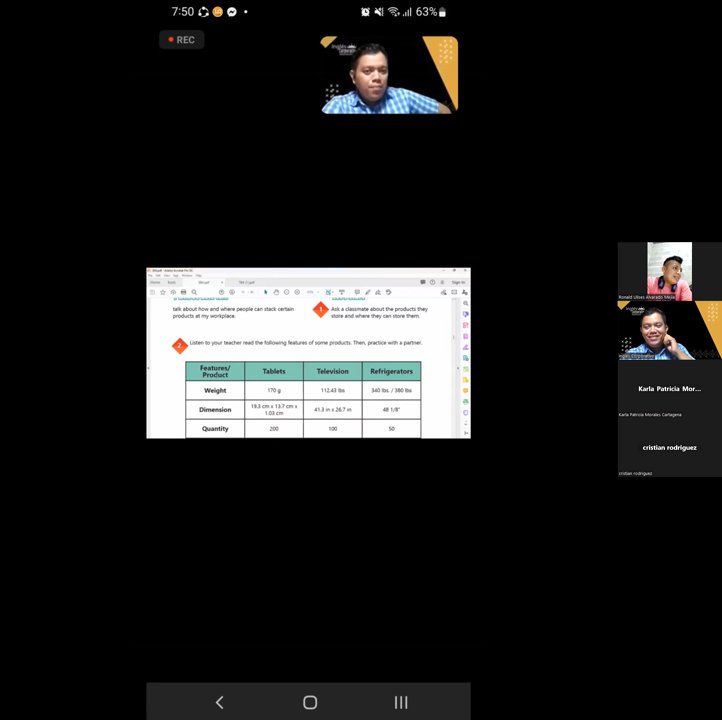 7:50
63%
REC
Sign In
talk about how and where people can stack certain
products at my workplace.
1
Ask a classmate about the products they
store and where they can store them.
2
Listen to your teacher read the following features of some products. Then, practice with a partner.
Features/ Product
Tablets
Television
Refrigerators
Weight
170 g
112.43 lbs
340 lbs. / 380 lbs
Dimension
19.3 cm x 13.7 cm x
1.03 cm
41.3 in x 26.7 in
48 1/8"
Quantity
200
100
50
Ronald Ulises Alvarado Mejia
Karla Patricia Mor...
Karla Patricia Morales Cartagena
cristian rodriguez
cristian rodriguez